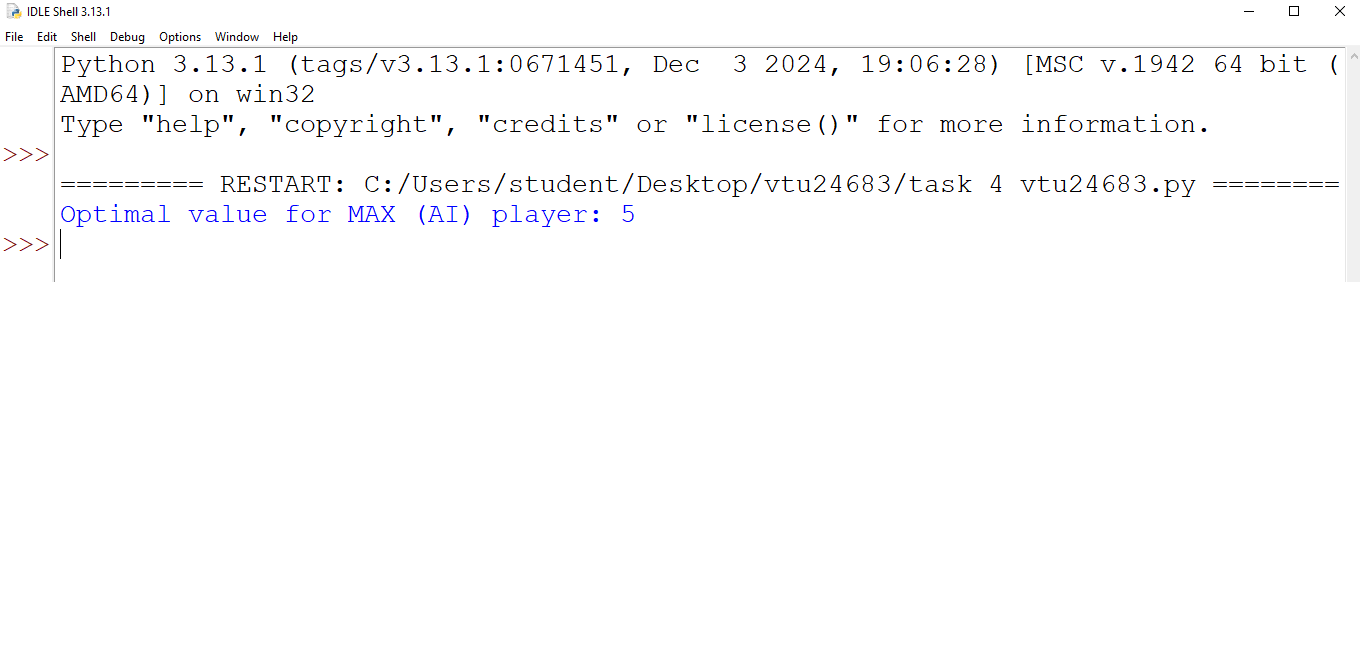 IDLE Shell 3.13.1
File Edit Shell Debug Options Window Help
Python 3.13.1 (tags/v3.13.1:0671451, Dec  3 2024, 19:06:28) [MSC v.1942 64 bit (
AMD64)] on win32
Type "help", "copyright", "credits" or "license()" for more information.
>>>
========= RESTART: C:/Users/student/Desktop/vtu24683/task 4 vtu24683.py ========
Optimal value for MAX (AI) player: 5
>>>